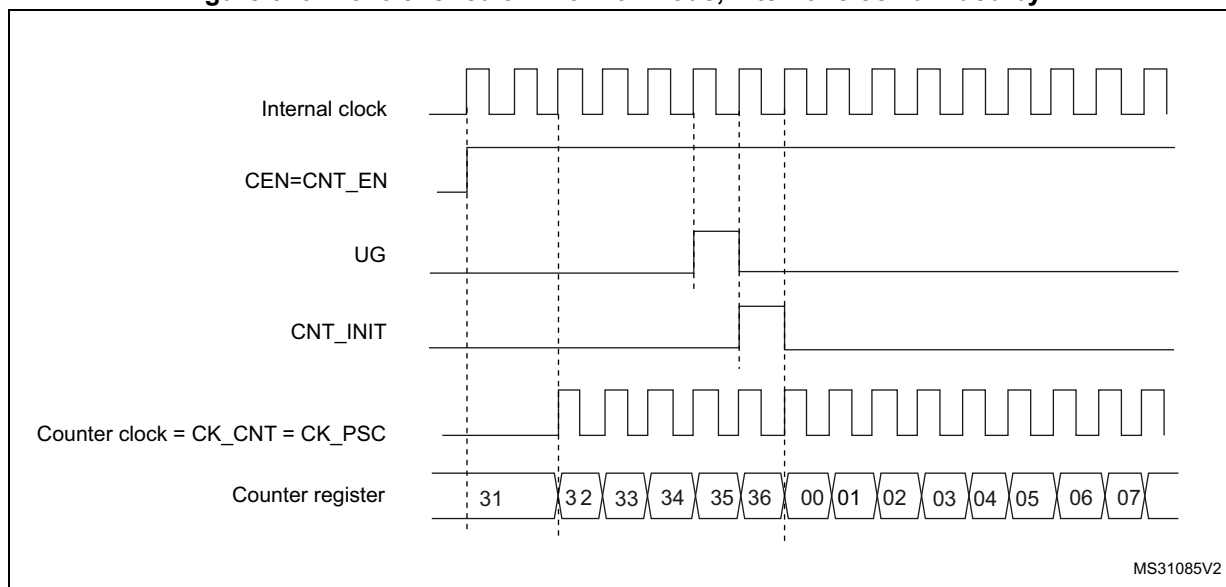 Internal clock
CEN=CNT_EN
UG
CNT_INIT
Counter clock = CK_CNT = CK_PSC
Counter register 31 32 33 34 35 36 00 01 02 03 04 05 06 07
MS31085V2